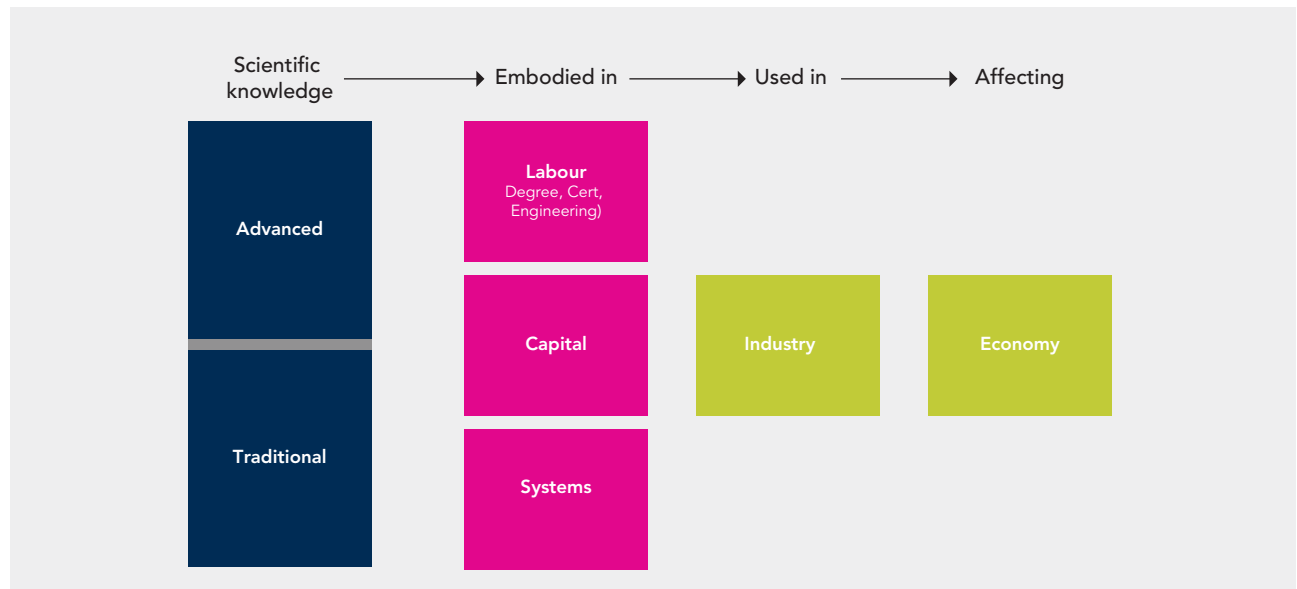 Scientific
knowledge
Embodied in
Used in
Affecting
Advanced
Traditional
Labour
Degree, Cert,
Engineering)
Capital
Systems
Industry
Economy